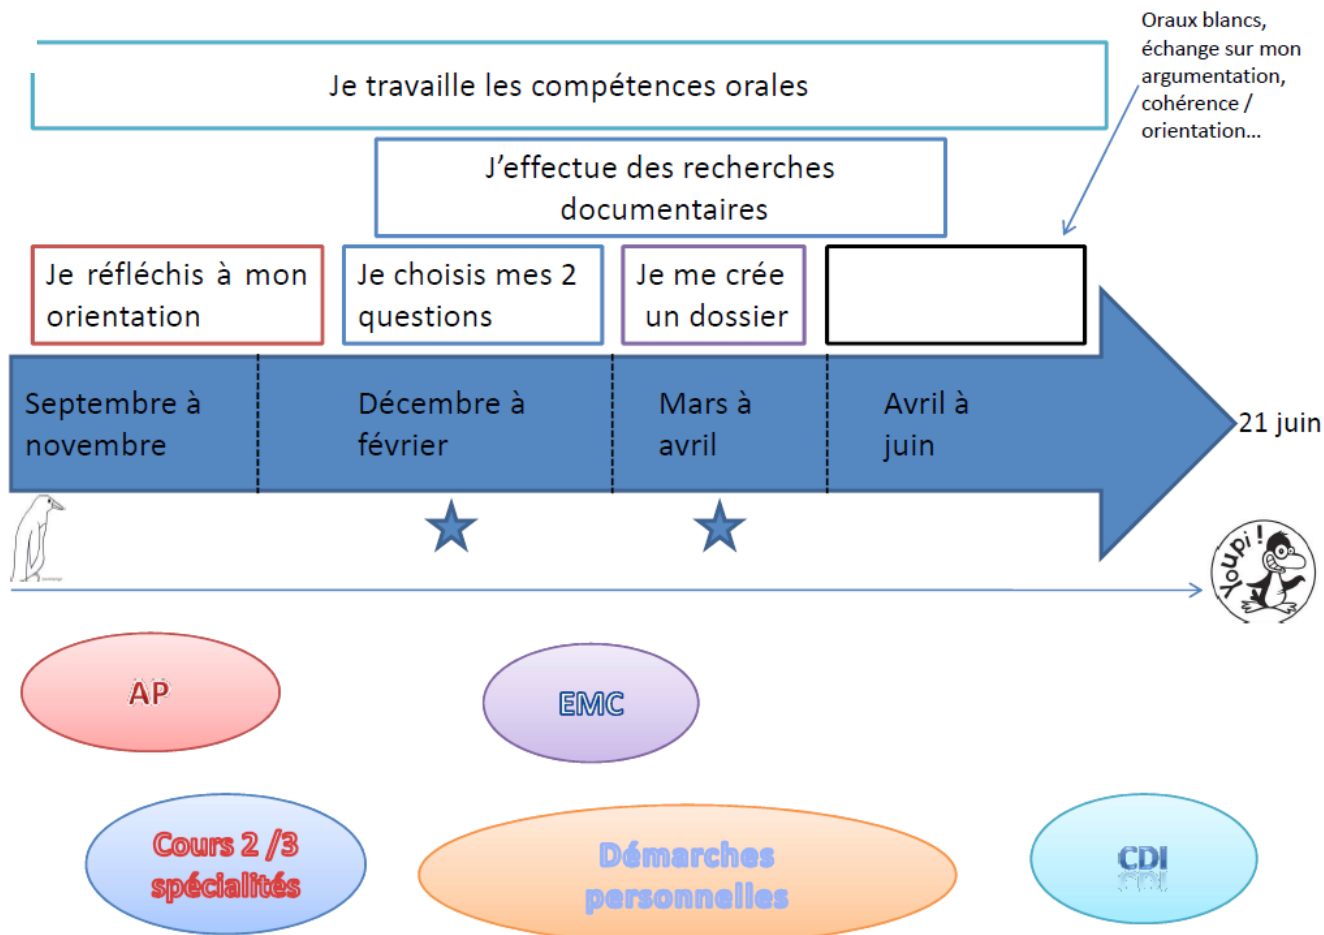 Oraux blancs,
échange sur mon
argumentation,
cohérence /
orientation...
Je travaille les compétences orales
J'effectue des recherches
documentaires
Je réfléchis à mon
orientation
Je choisis mes 2
questions
Je me crée
un dossier
Septembre à
novembre
Décembre à
février
Mars à
avril
Avril à
juin
21 juin
Youpi !
AP
EMC
Cours 2 /3
spécialités
Démarches
personnelles
CDI